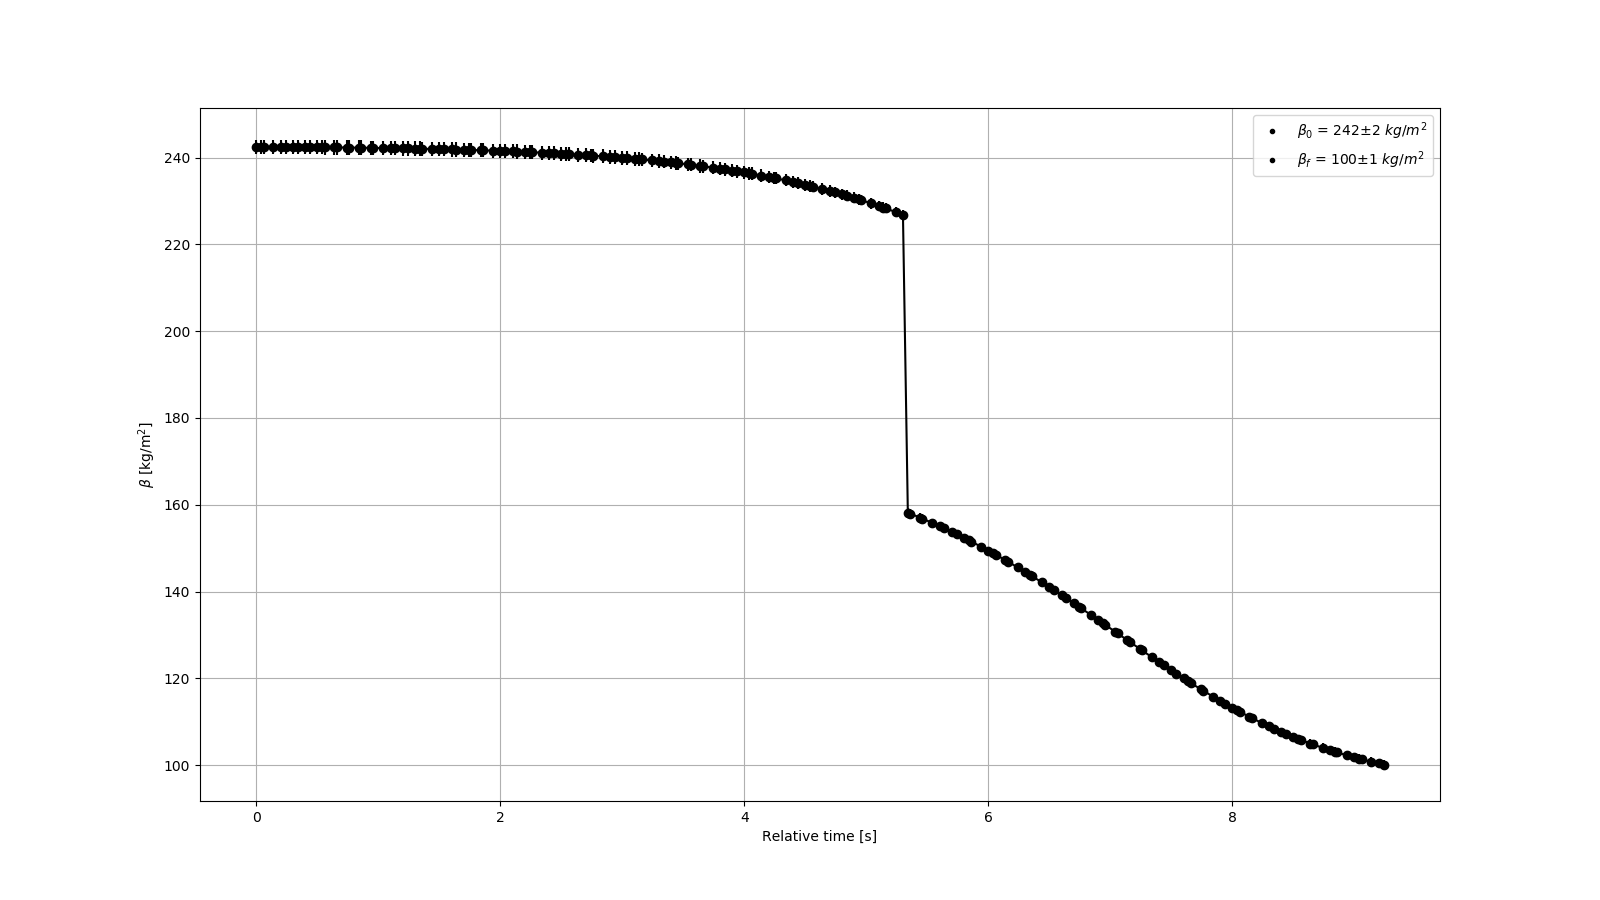 β₀ = 242±2 kg/m²
β_f = 100±1 kg/m²
240
220
200
180
160
140
120
100
β [kg/m²]
0 2 4 6 8
Relative time [s]